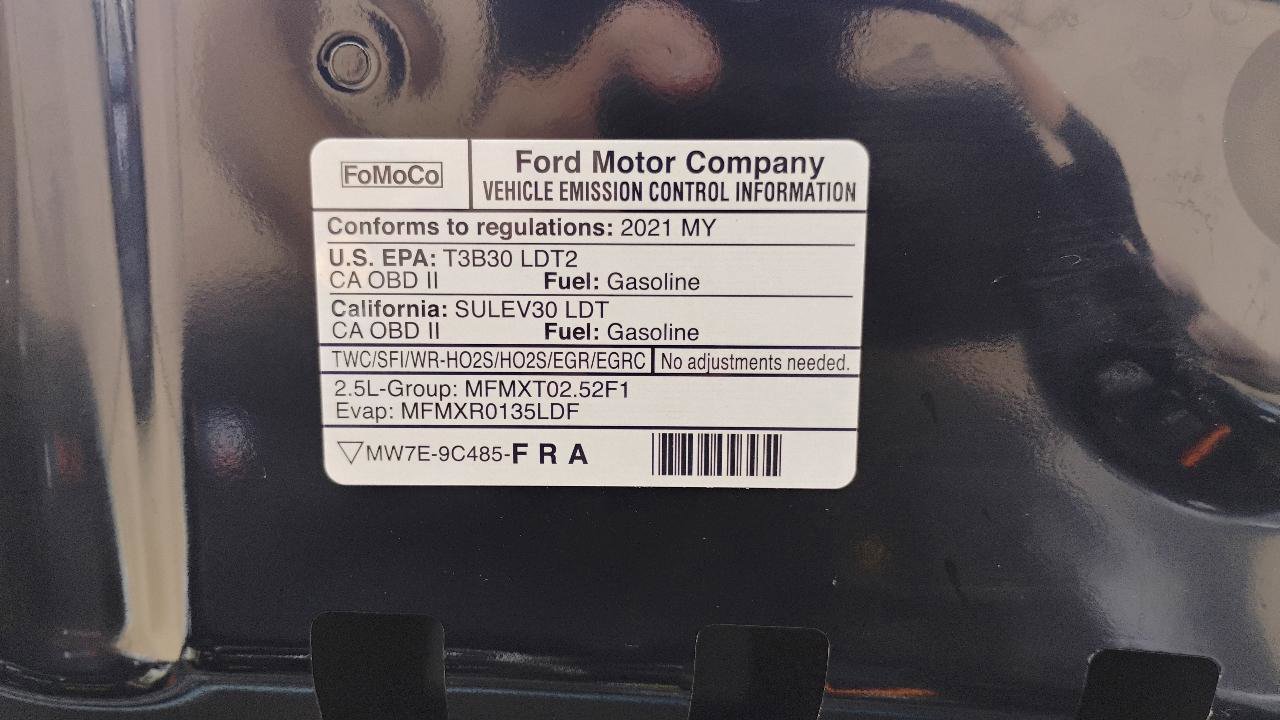 FoMoCo
Ford Motor Company
VEHICLE EMISSION CONTROL INFORMATION
Conforms to regulations: 2021 MY
U.S. EPA: T3B30 LDT2
CA OBD II Fuel: Gasoline
California: SULEV30 LDT
CA OBD II Fuel: Gasoline
TWC/SFI/WR-HO2S/HO2S/EGR/EGRC No adjustments needed.
2.5L-Group: MFMXT02.52F1
Evap: MFMXR0135LDF
MW7E-9C485-F R A